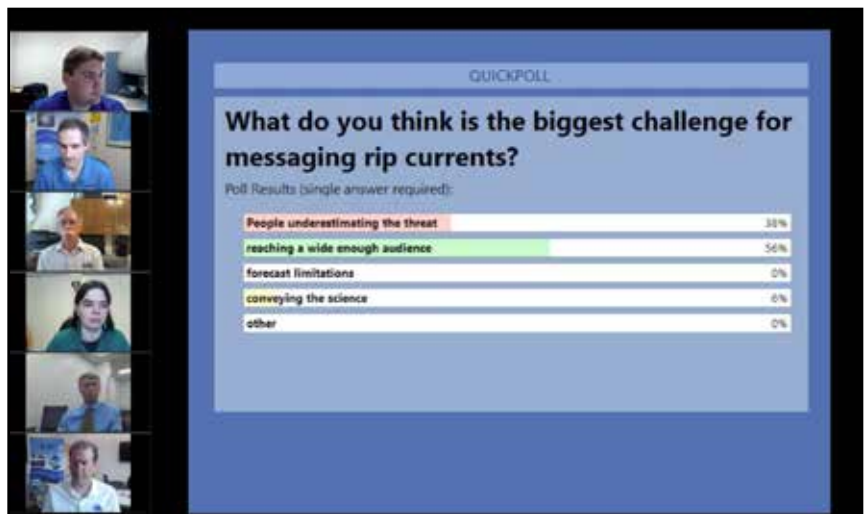 QUICKPOLL
What do you think is the biggest challenge for
messaging rip currents?
Poll Results (single answer required):
People underestimating the threat 38%
reaching a wide enough audience 56%
forecast limitations 0%
conveying the science 6%
other 0%